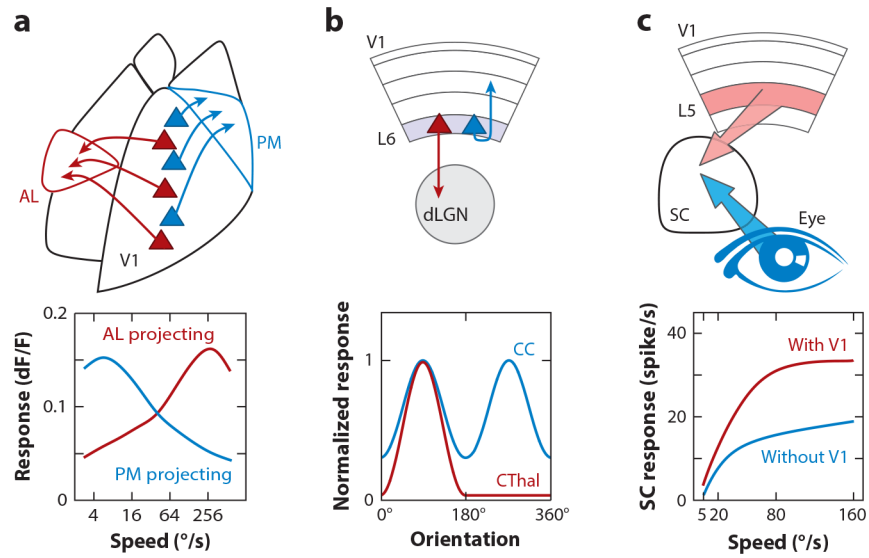 a
AL
PM
V1
0.2
AL projecting
0.1
PM projecting
0
4 16 64 256
Response (dF/F)
Speed (°/s)
b
V1
L6
dLGN
1
CC
CThal
0
0° 180° 360°
Normalized response
Orientation
c
V1
L5
SC
Eye
40
With V1
30
20
Without V1
10
0
5 20 80 160
SC response (spike/s)
Speed (°/s)